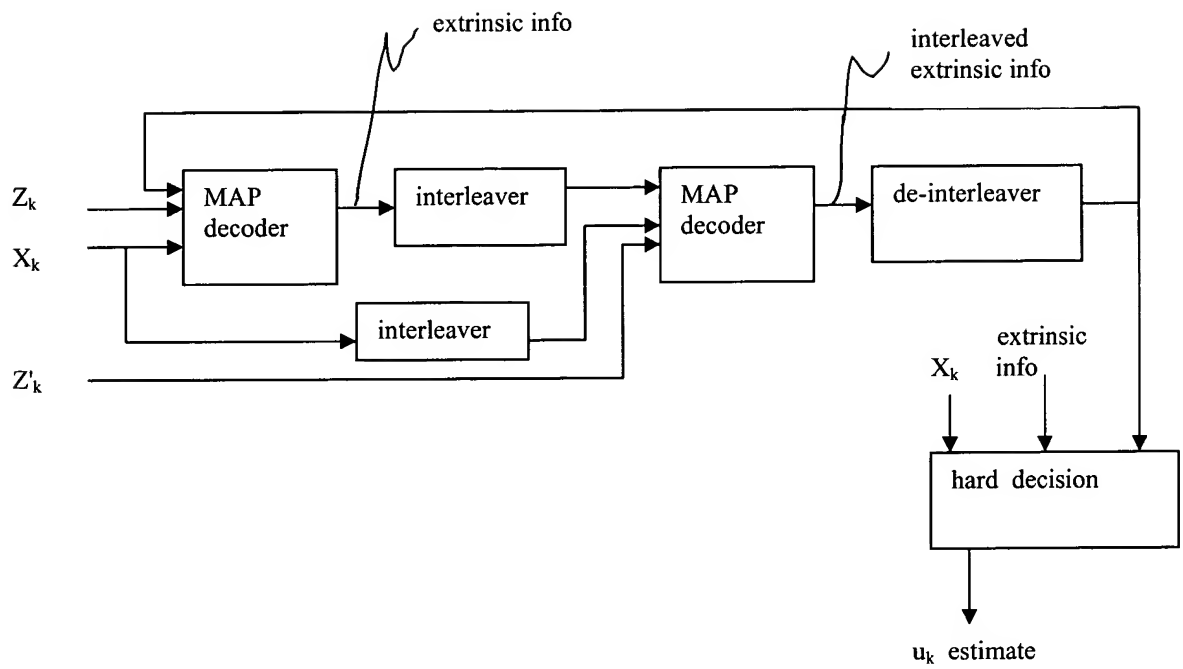 extrinsic info
interleaved
extrinsic info
Z_k
X_k
MAP
decoder
interleaver
MAP
decoder
de-interleaver
interleaver
Z'_k
X_k
extrinsic
info
hard decision
u_k estimate